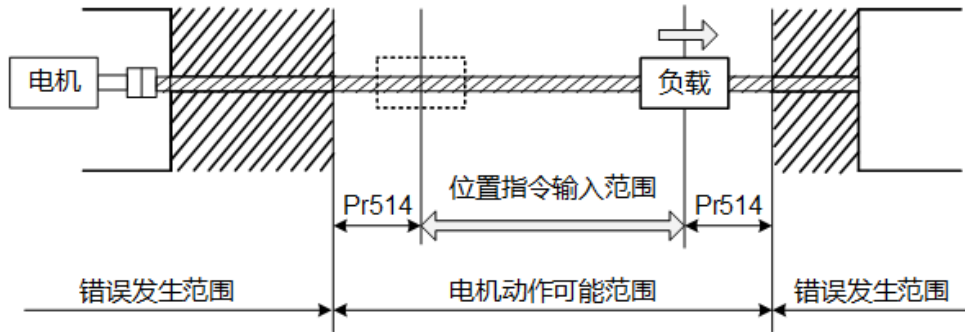 电机
负载
位置指令输入范围
Pr514
Pr514
错误发生范围
电机动作可能范围
错误发生范围